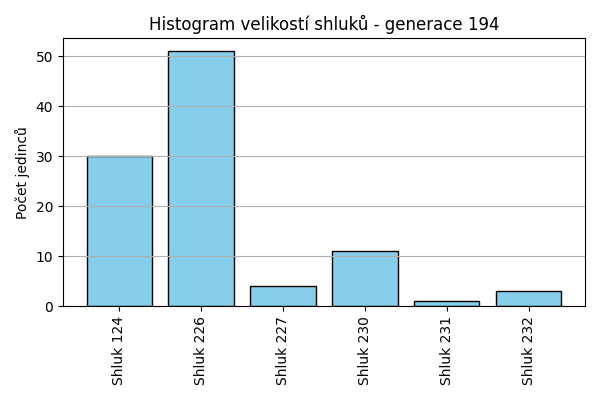 Histogram velikostí shluků - generace 194
Počet jedinců
50
40
30
20
10
0
Shluk 124
Shluk 226
Shluk 227
Shluk 230
Shluk 231
Shluk 232